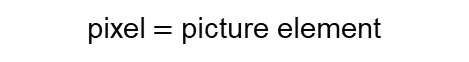 pixel = picture element